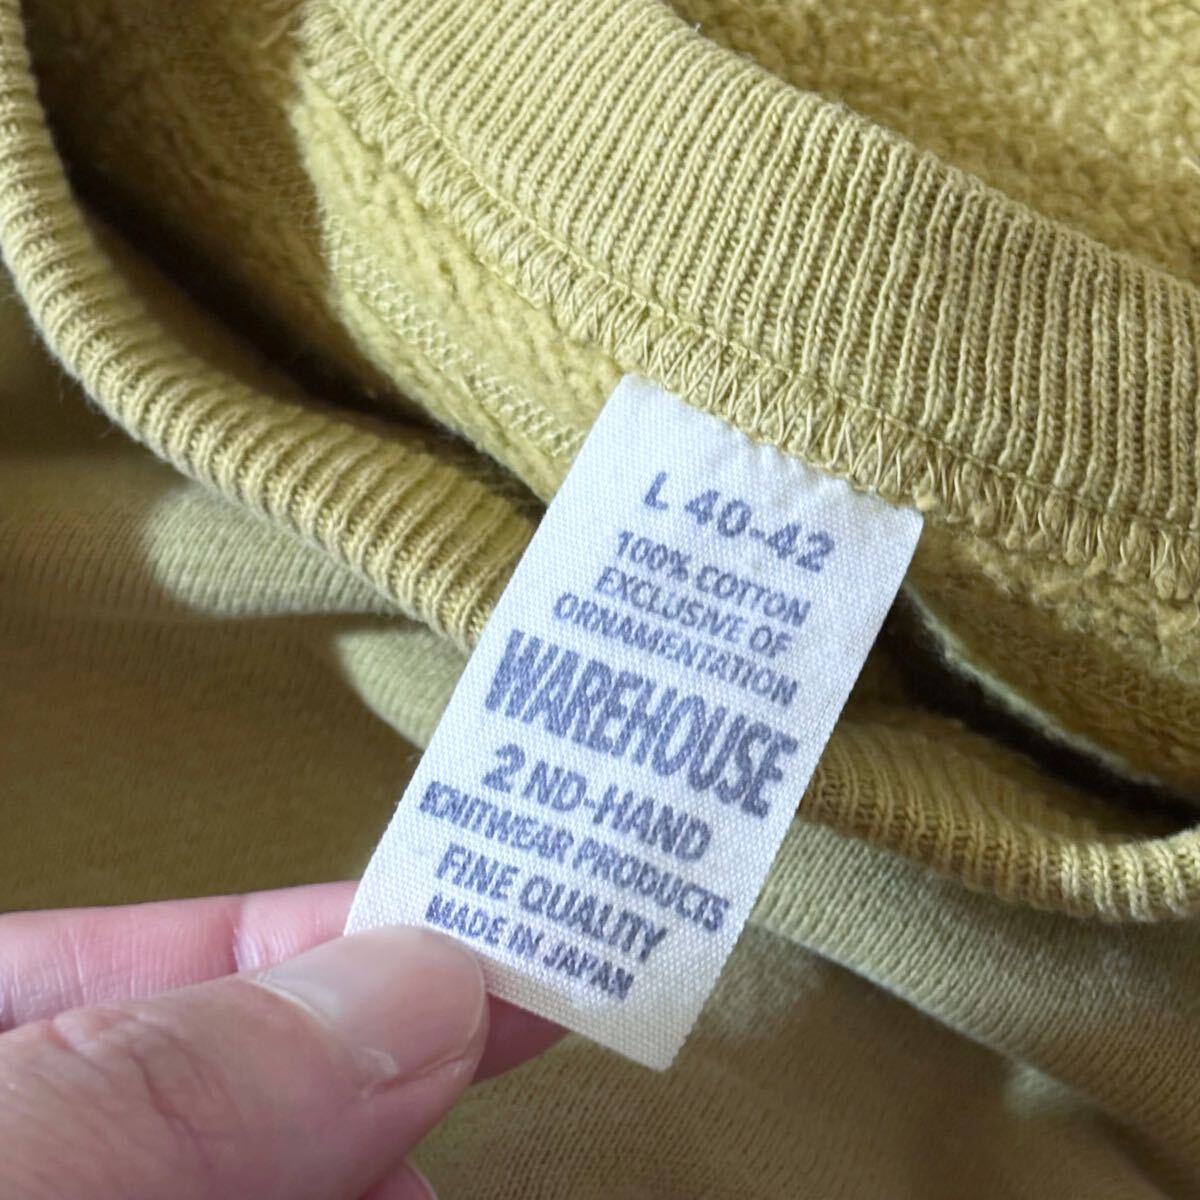 L 40-42
100% COTTON
EXCLUSIVE OF
ORNAMENTATION
WAREHOUSE
2 ND-HAND
KNITWEAR PRODUCTS
FINE QUALITY
MADE IN JAPAN